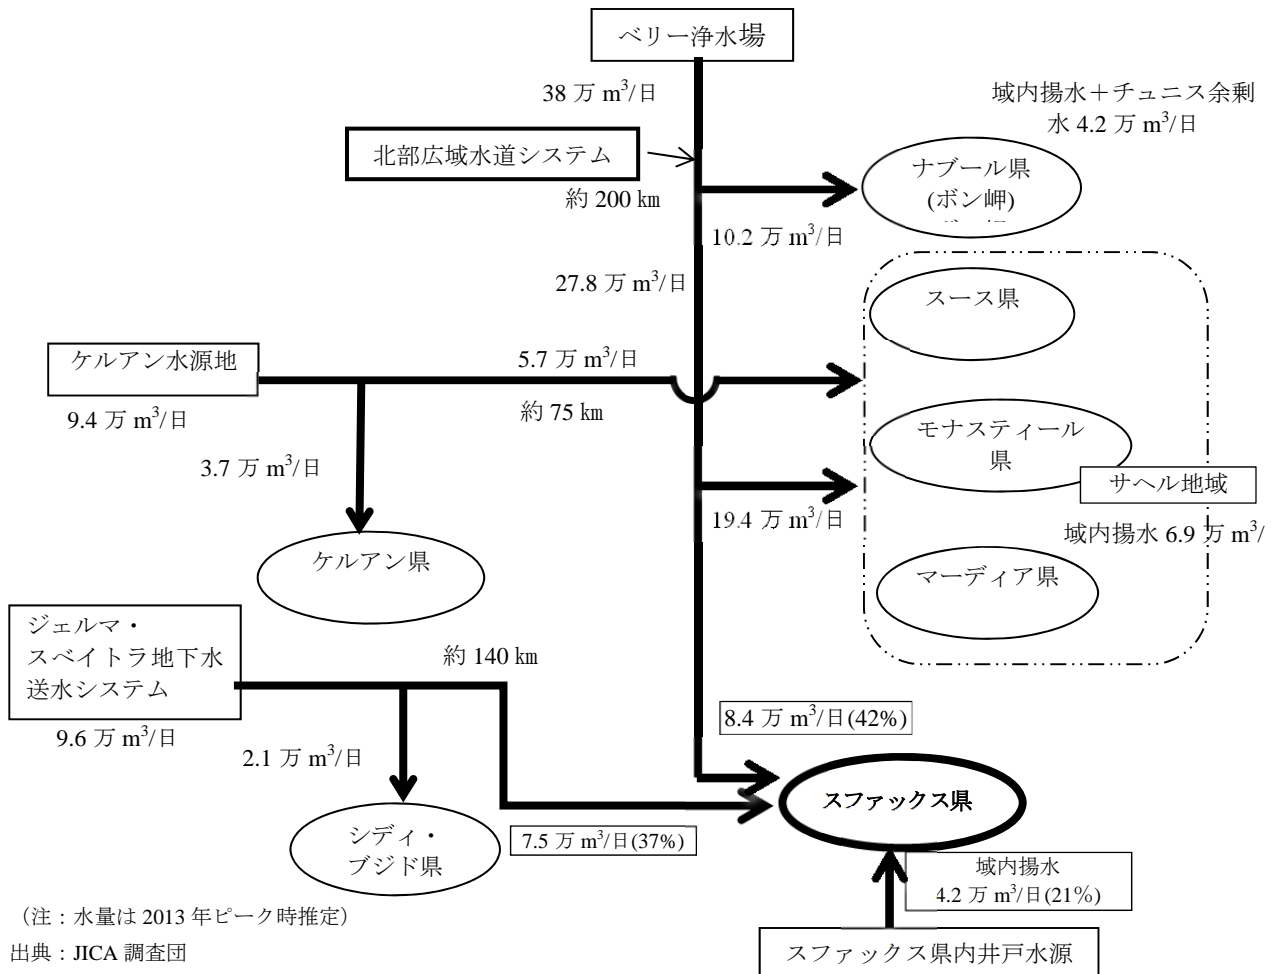 ベリー浄水場
38 万 m³/日
域内揚水＋チュニス余剰
水 4.2 万 m³/日
北部広域水道システム
約 200 ㎞
ナブール県
(ボン岬)
10.2 万 m³/日
27.8 万 m³/日
スース県
ケルアン水源地
5.7 万 m³/日
9.4 万 m³/日
約 75 ㎞
3.7 万 m³/日
モナスティール
県
サヘル地域
19.4 万 m³/日
域内揚水 6.9 万 m³/
ケルアン県
マーディア県
ジェルマ・
スベイトラ地下水
送水システム
約 140 ㎞
9.6 万 m³/日
2.1 万 m³/日
8.4 万 m³/日(42%)
スファックス県
シディ・
ブジド県
7.5 万 m³/日(37%)
域内揚水
4.2 万 m³/日(21%)
（注：水量は 2013 年ピーク時推定）
出典：JICA 調査団
スファックス県内井戸水源